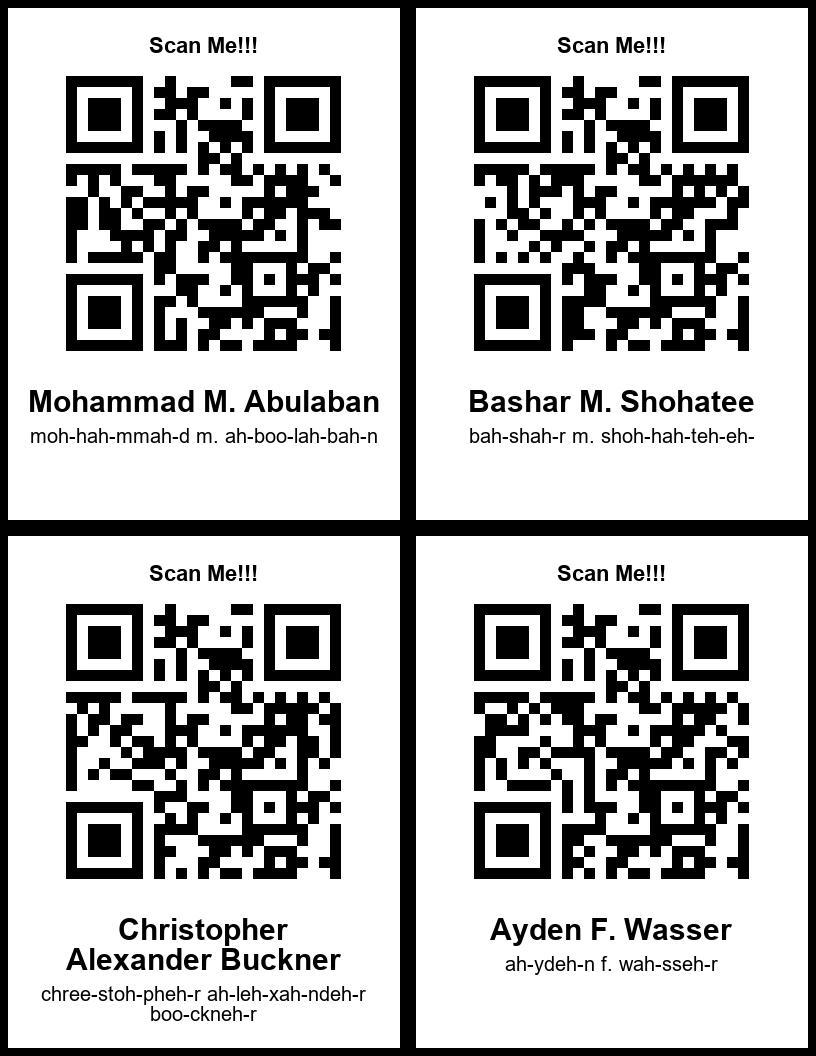 Scan Me!!!
Mohammad M. Abulaban
moh-hah-mmah-d m. ah-boo-lah-bah-n
Scan Me!!!
Bashar M. Shohatee
bah-shah-r m. shoh-hah-teh-eh-
Scan Me!!!
Christopher
Alexander Buckner
chree-stoh-pheh-r ah-leh-xah-ndeh-r
boo-ckneh-r
Scan Me!!!
Ayden F. Wasser
ah-ydeh-n f. wah-sseh-r